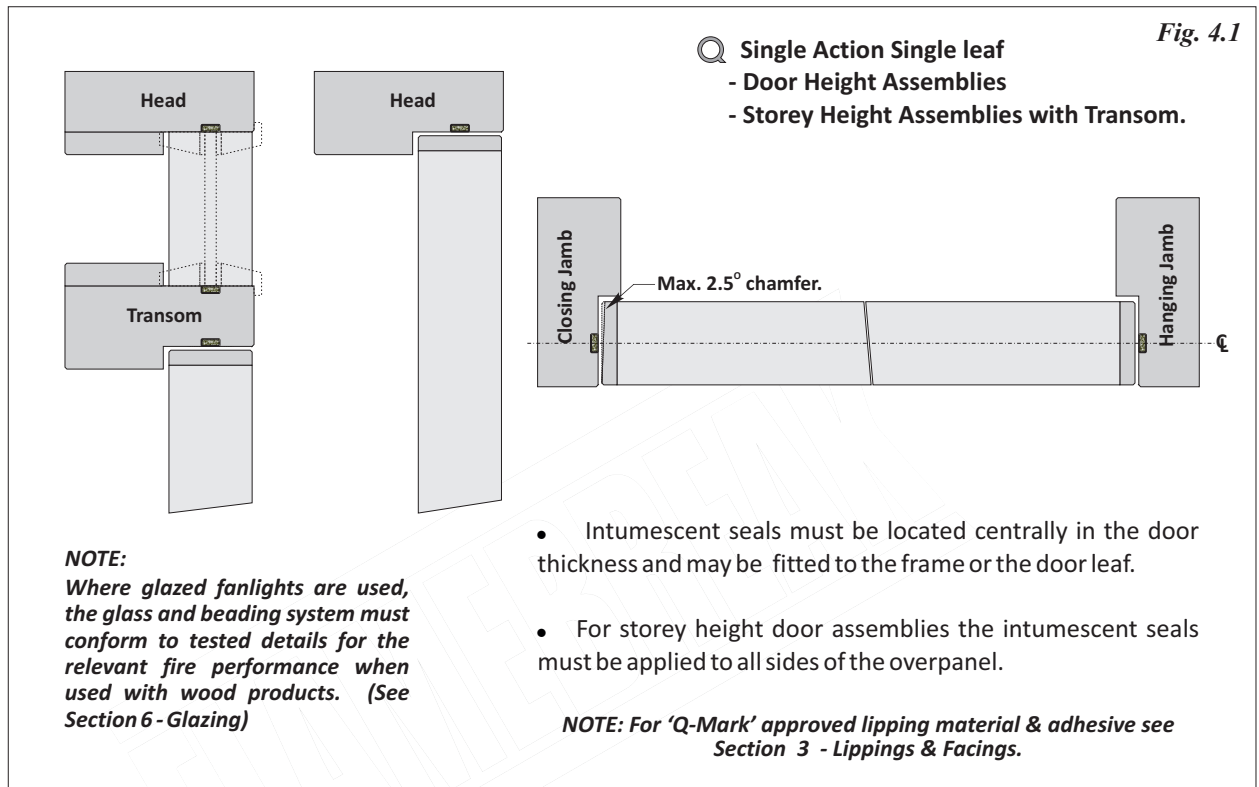 Fig. 4.1
Single Action Single leaf
- Door Height Assemblies
- Storey Height Assemblies with Transom.
Head
Head
Transom
Closing Jamb
Max. 2.5° chamfer.
Hanging Jamb
℄
NOTE:
Where glazed fanlights are used,
the glass and beading system must
conform to tested details for the
relevant fire performance when
used with wood products. (See
Section 6 - Glazing)
• Intumescent seals must be located centrally in the door
thickness and may be fitted to the frame or the door leaf.
• For storey height door assemblies the intumescent seals
must be applied to all sides of the overpanel.
NOTE: For ‘Q-Mark’ approved lipping material & adhesive see
Section 3 - Lippings & Facings.
FLAMEBREAK